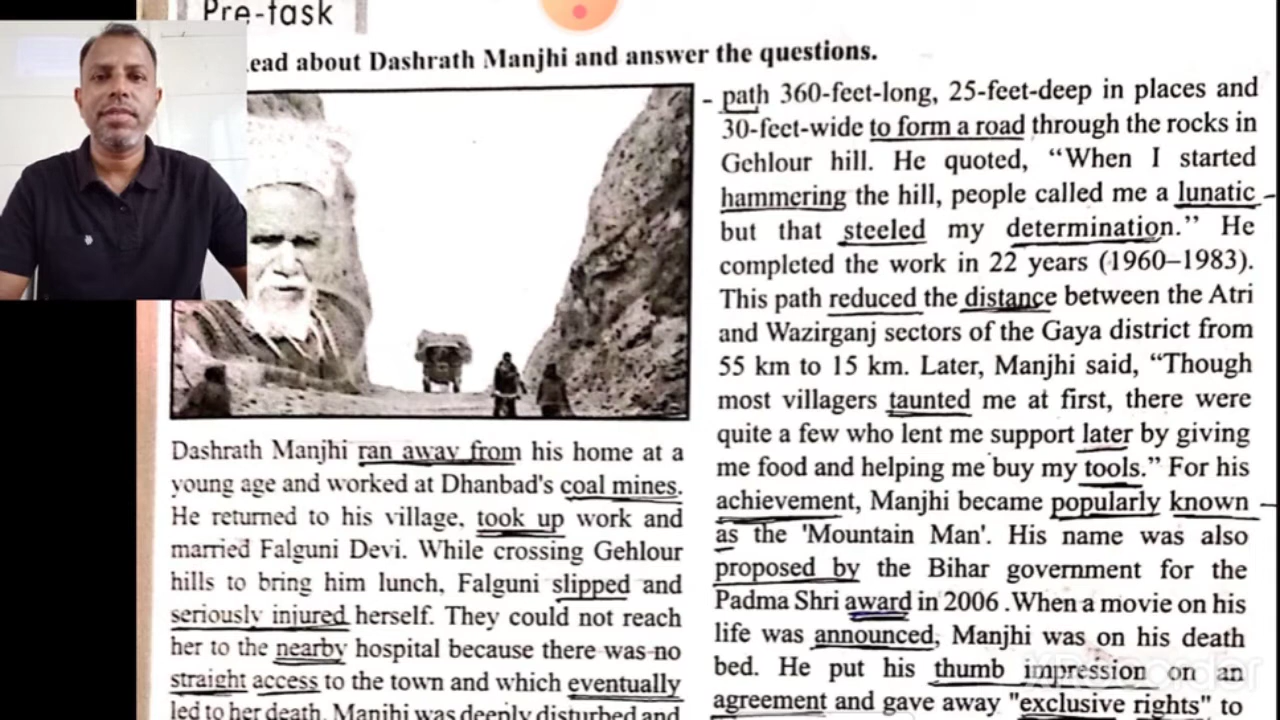 Pre-task
ead about Dashrath Manjhi and answer the questions.
Dashrath Manjhi ran away from his home at a
young age and worked at Dhanbad's coal mines.
He returned to his village, took up work and
married Falguni Devi. While crossing Gehlour
hills to bring him lunch, Falguni slipped and
seriously injured herself. They could not reach
her to the nearby hospital because there was no
straight access to the town and which eventually
led to her death. Manjhi was deeply disturbed and
path 360-feet-long, 25-feet-deep in places and
30-feet-wide to form a road through the rocks in
Gehlour hill. He quoted, “When I started
hammering the hill, people called me a lunatic
but that steeled my determination.” He
completed the work in 22 years (1960–1983).
This path reduced the distance between the Atri
and Wazirganj sectors of the Gaya district from
55 km to 15 km. Later, Manjhi said, “Though
most villagers taunted me at first, there were
quite a few who lent me support later by giving
me food and helping me buy my tools.” For his
achievement, Manjhi became popularly known
as the 'Mountain Man'. His name was also
proposed by the Bihar government for the
Padma Shri award in 2006 .When a movie on his
life was announced, Manjhi was on his death
bed. He put his thumb impression on an
agreement and gave away "exclusive rights" to
XRecorder